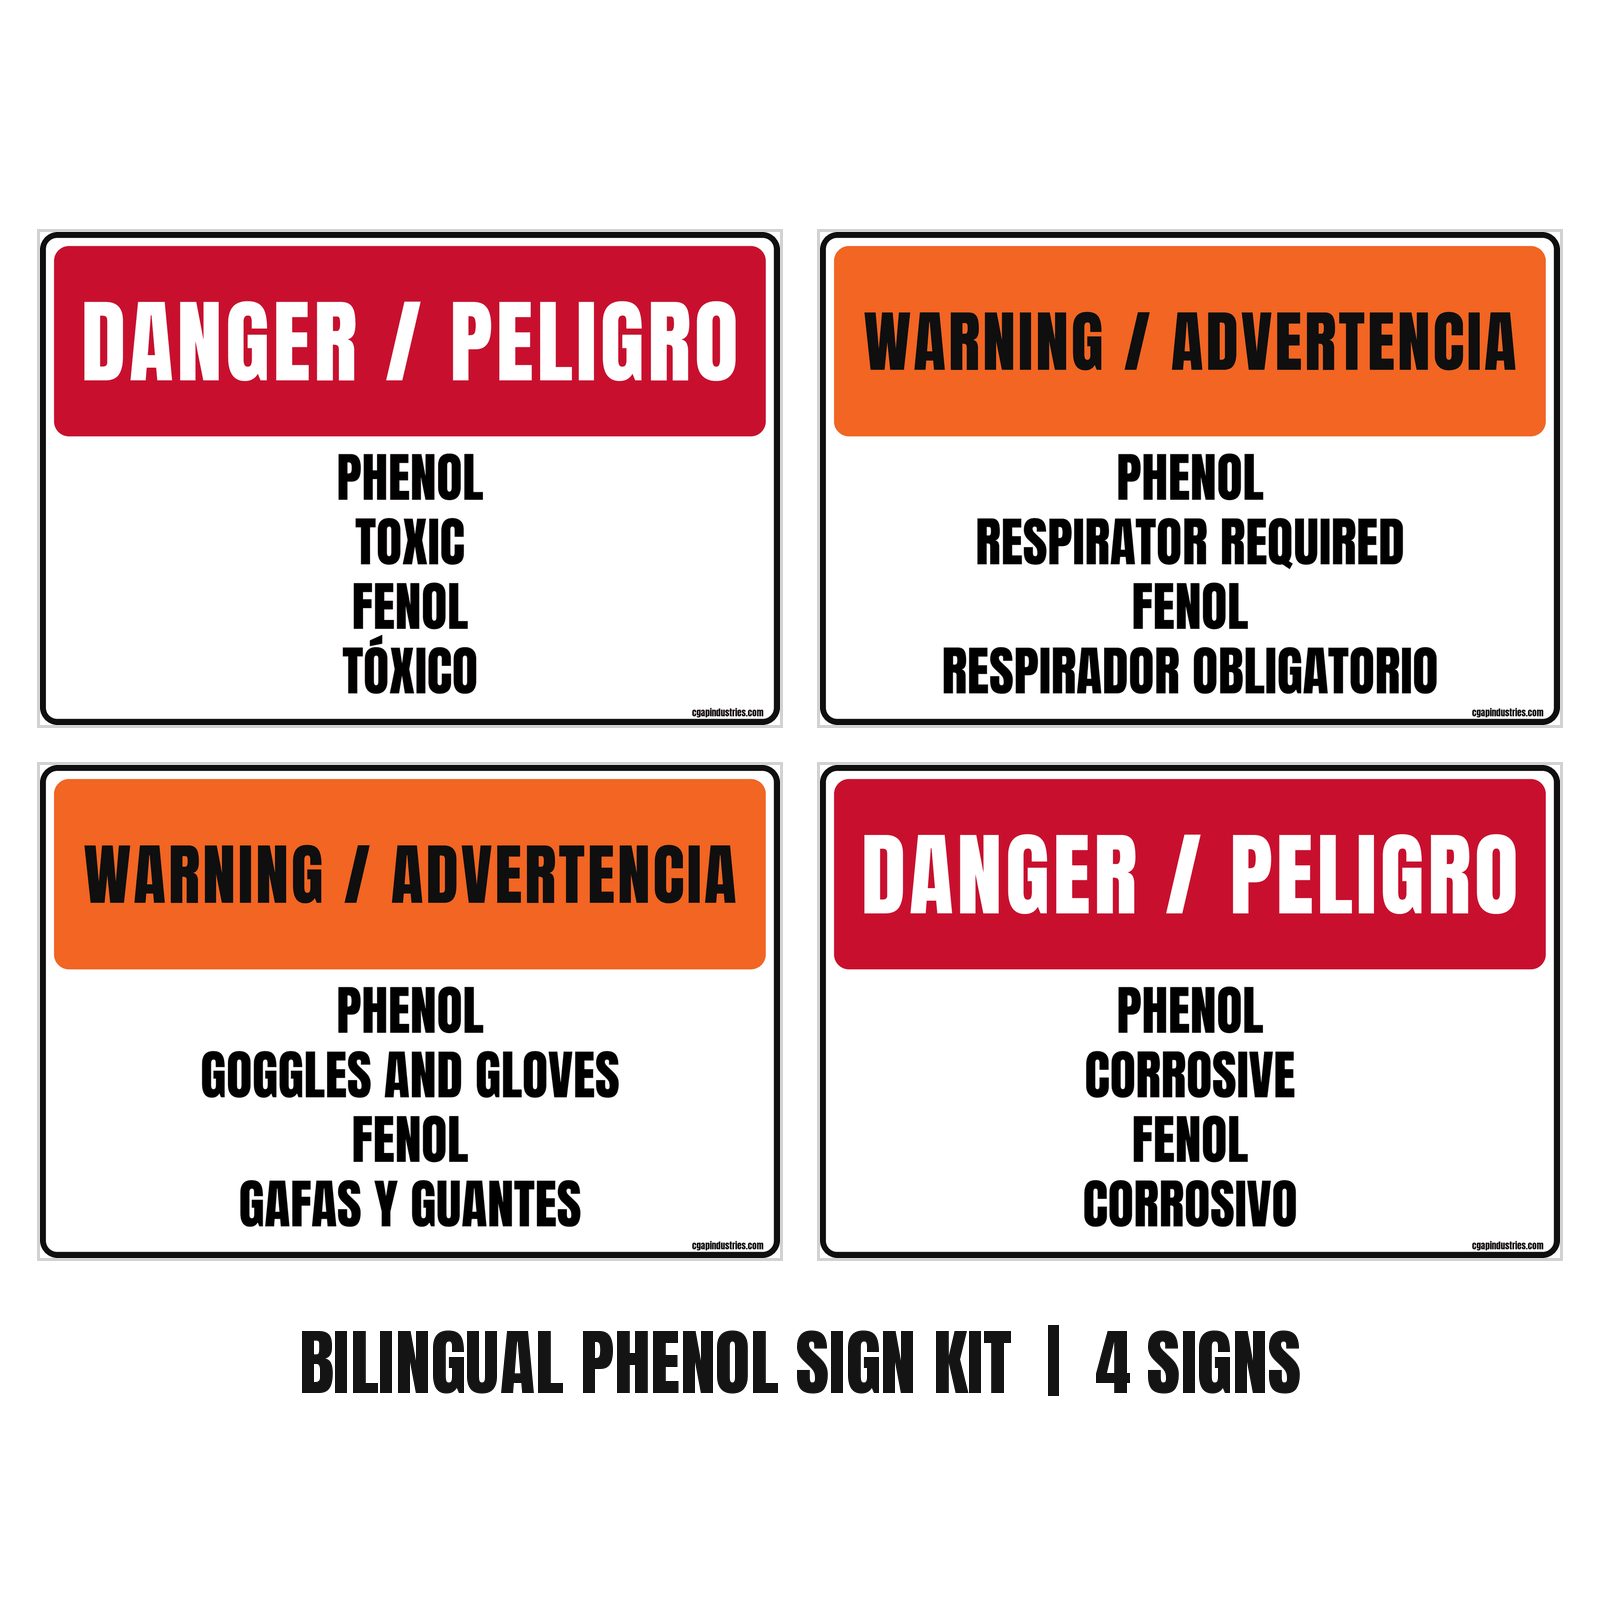 DANGER / PELIGRO
PHENOL
TOXIC
FENOL
TÓXICO
cgapindustries.com
WARNING / ADVERTENCIA
PHENOL
RESPIRATOR REQUIRED
FENOL
RESPIRADOR OBLIGATORIO
cgapindustries.com
WARNING / ADVERTENCIA
PHENOL
GOGGLES AND GLOVES
FENOL
GAFAS Y GUANTES
cgapindustries.com
DANGER / PELIGRO
PHENOL
CORROSIVE
FENOL
CORROSIVO
cgapindustries.com
BILINGUAL PHENOL SIGN KIT | 4 SIGNS